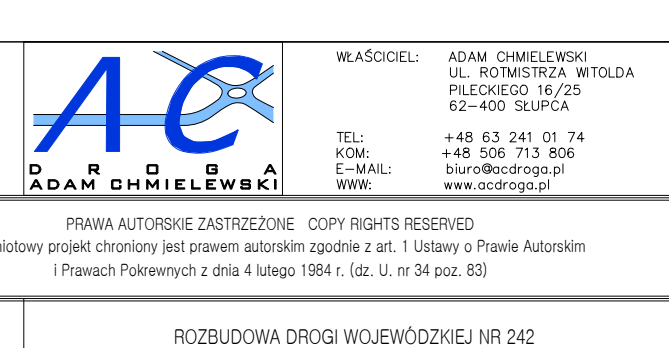 AC
DROGA
ADAM CHMIELEWSKI
WŁAŚCICIEL: ADAM CHMIELEWSKI
UL. ROTMISTRZA WITOLDA
PILECKIEGO 16/25
62-400 SŁUPCA
TEL: +48 63 241 01 74
KOM: +48 506 713 806
E-MAIL: biuro@acdroga.pl
WWW: www.acdroga.pl
PRAWA AUTORSKIE ZASTRZEŻONE COPY RIGHTS RESERVED
projekt chroniony jest prawem autorskim zgodnie z art. 1 Ustawy o Prawie Autorskim
i Prawach Pokrewnych z dnia 4 lutego 1984 r. (dz. U. nr 34 poz. 83)
ROZBUDOWA DROGI WOJEWÓDZKIEJ NR 242